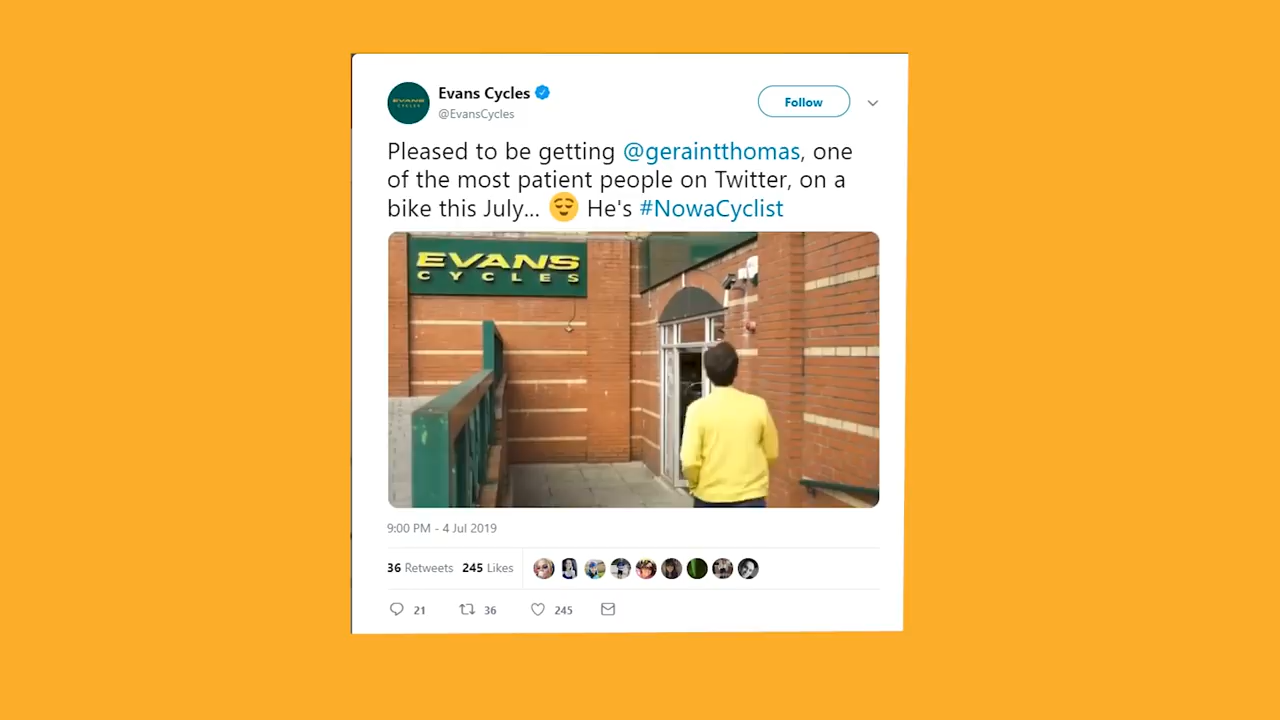 Evans Cycles
@EvansCycles
Follow
Pleased to be getting @geraintthomas, one
of the most patient people on Twitter, on a
bike this July... 😌 He's #NowaCyclist
EVANS
CYCLES
9:00 PM - 4 Jul 2019
36 Retweets 245 Likes
21 36 245